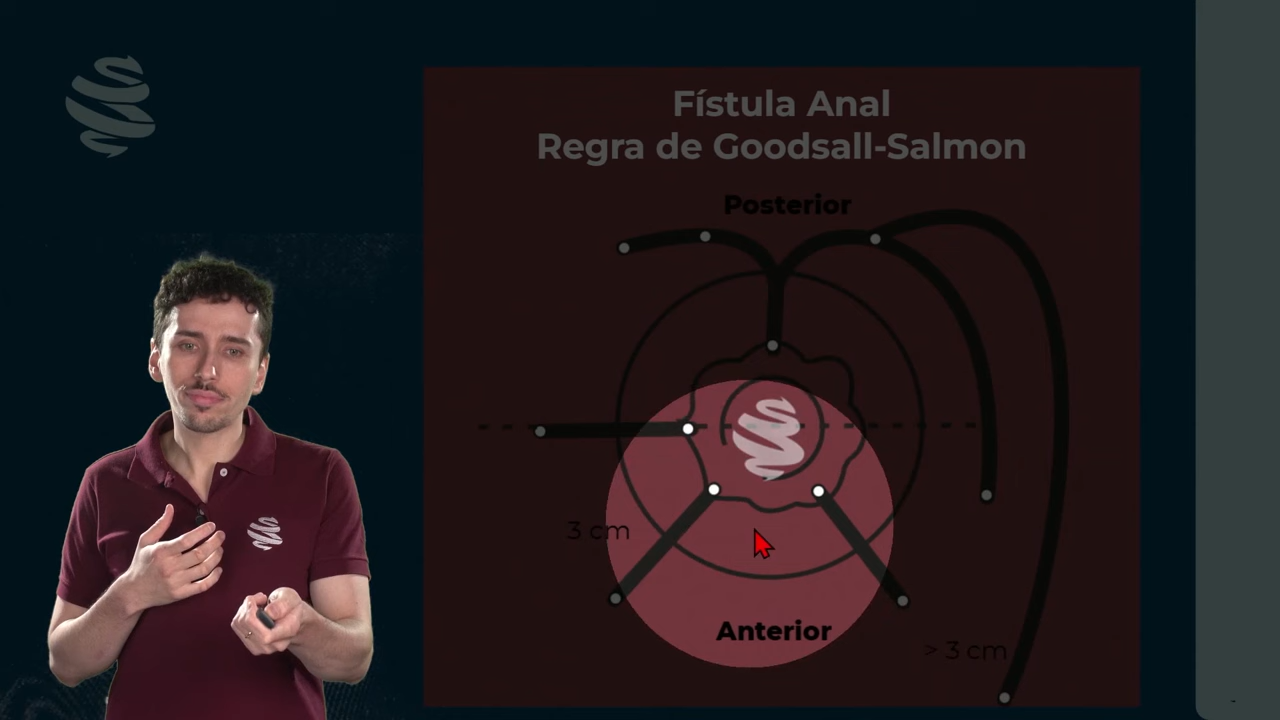 Fístula Anal
Regra de Goodsall-Salmon
Posterior
3 cm
Anterior
> 3 cm